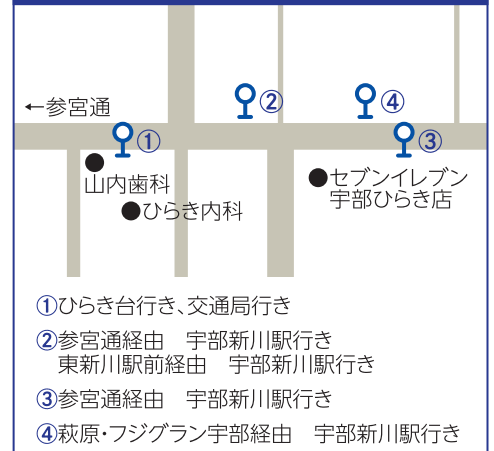 ←参宮通
②
④
①
③
山内歯科
セブンイレブン
宇部ひらき店
ひらき内科
①ひらき台行き、交通局行き
②参宮通経由　宇部新川駅行き
東新川駅前経由　宇部新川駅行き
③参宮通経由　宇部新川駅行き
④萩原・フジグラン宇部経由　宇部新川駅行き